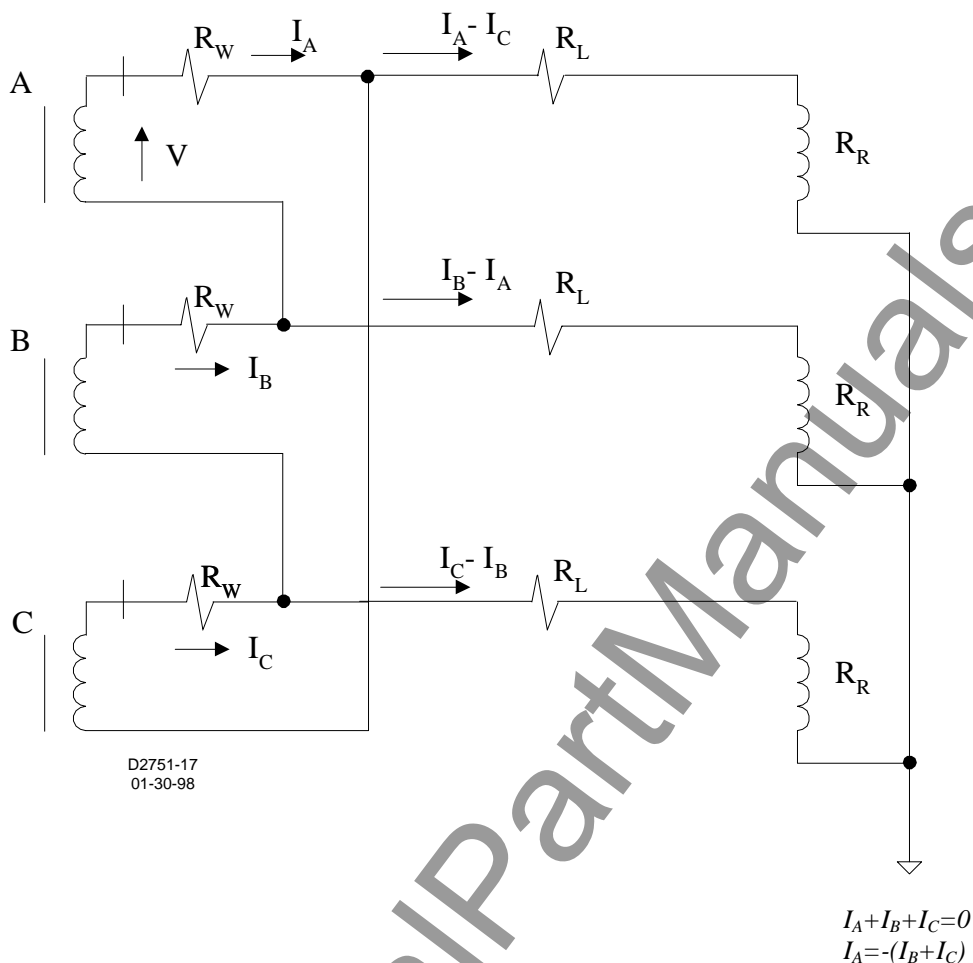 R_W I_A I_A- I_C R_L
A
V
R_R
I_B- I_A
R_W R_L
B
I_B
R_R
I_C- I_B
R_W R_L
C
I_C
R_R
D2751-17
01-30-98
I_A+I_B+I_C=0
I_A=-(I_B+I_C)
lPartManuals